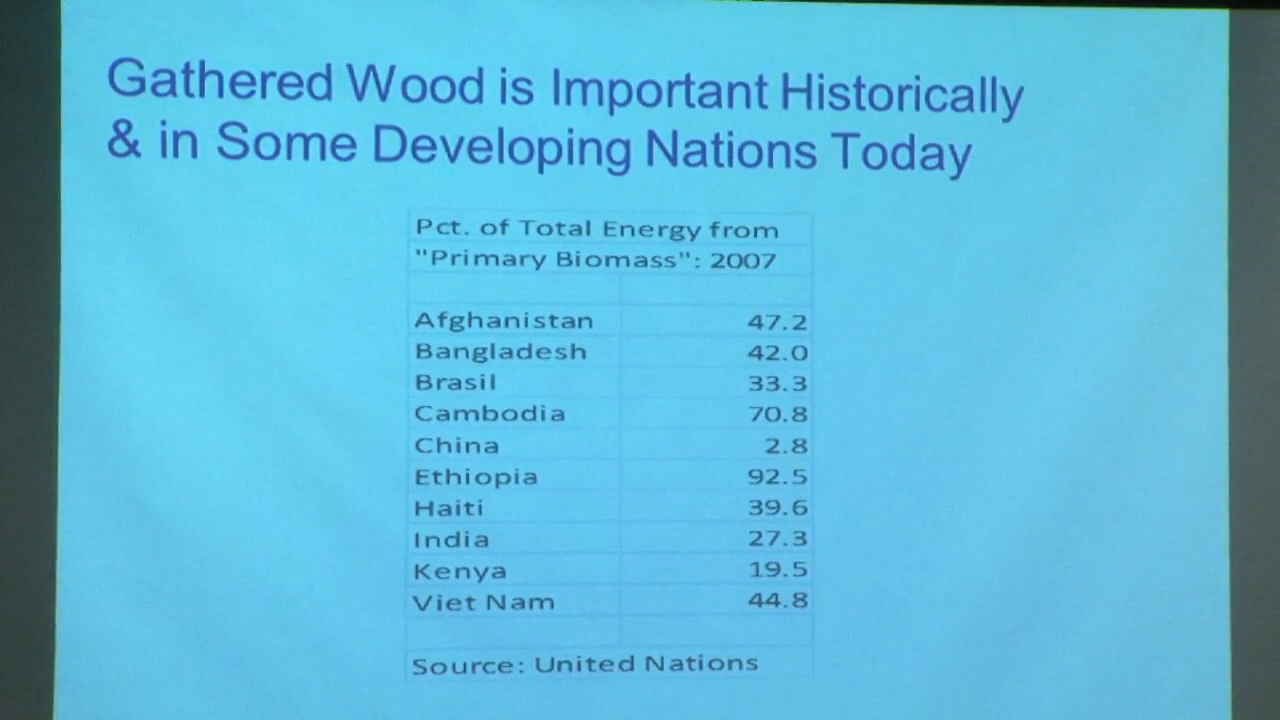 Gathered Wood is Important Historically
& in Some Developing Nations Today
Pct. of Total Energy from
"Primary Biomass": 2007
Afghanistan 47.2
Bangladesh 42.0
Brasil 33.3
Cambodia 70.8
China 2.8
Ethiopia 92.5
Haiti 39.6
India 27.3
Kenya 19.5
Viet Nam 44.8
Source: United Nations